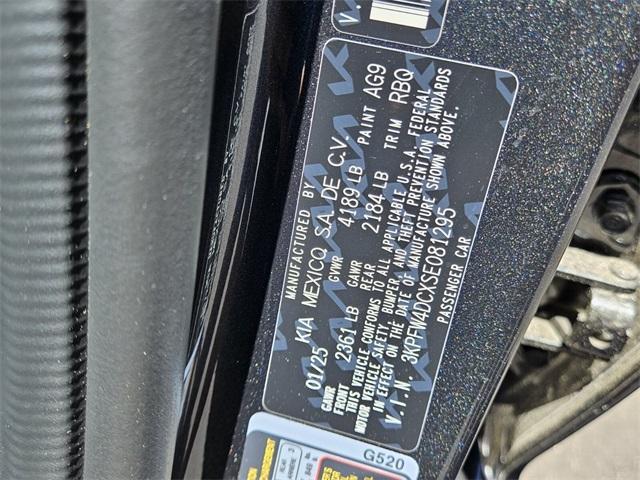 V.
MANUFACTURED BY
01/25 KIA MEXICO S.A. DE C.V.
GVWR 4189 LB PAINT AG9
GAWR FRONT 2361 LB GAWR REAR 2184 LB TRIM RBQ
THIS VEHICLE CONFORMS TO ALL APPLICABLE U.S.A. FEDERAL
MOTOR VEHICLE SAFETY, BUMPER, AND THEFT PREVENTION STANDARDS
IN EFFECT ON THE DATE OF MANUFACTURE SHOWN ABOVE.
V.I.N. 3KPFW4DCXSE081295
PASSENGER CAR
G520